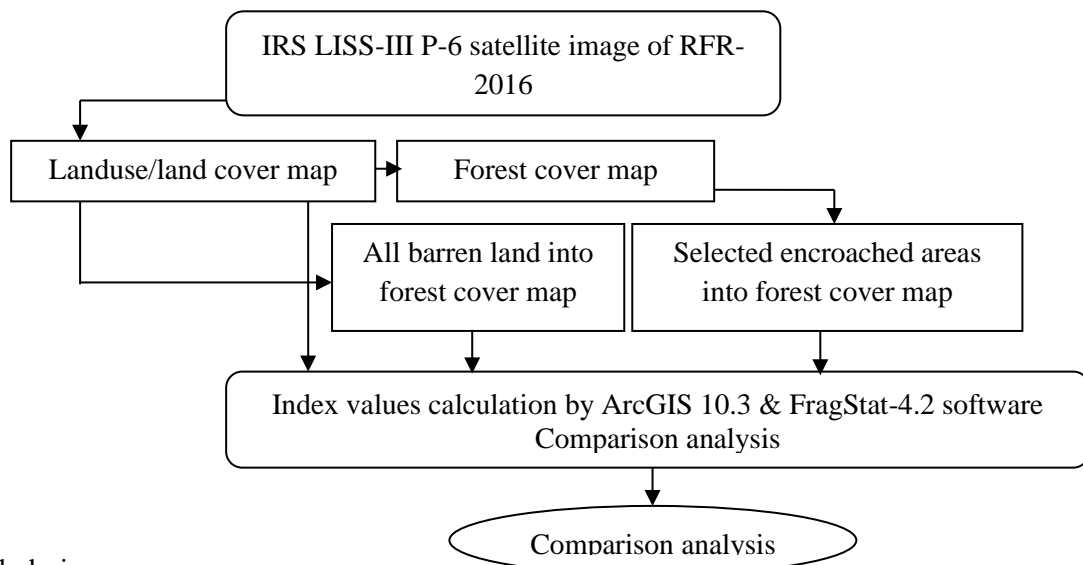 IRS LISS-III P-6 satellite image of RFR-
2016
Landuse/land cover map
Forest cover map
All barren land into
forest cover map
Selected encroached areas
into forest cover map
Index values calculation by ArcGIS 10.3 & FragStat-4.2 software
Comparison analysis
Comparison analysis